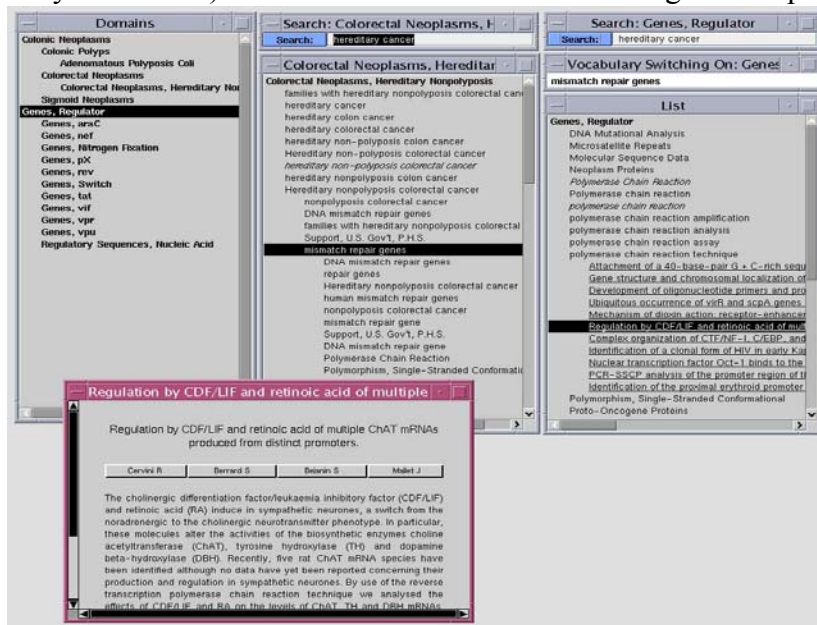 Domains
Colonic Neoplasms
Colonic Polyps
Adenomatous Polyposis Coli
Colorectal Neoplasms
Colorectal Neoplasms, Hereditary Nor
Sigmoid Neoplasms
Genes, Regulator
Genes, araC
Genes, nef
Genes, Nitrogen Fixation
Genes, pX
Genes, rev
Genes, Switch
Genes, tat
Genes, vif
Genes, vpr
Genes, vpu
Regulatory Sequences, Nucleic Acid
Search: Colorectal Neoplasms, H
Search: hereditary cancer
Colorectal Neoplasms, Hereditar
Colorectal Neoplasms, Hereditary Nonpolyposis
families with hereditary nonpolyposis colorectal can
hereditary cancer
hereditary colon cancer
hereditary colorectal cancer
hereditary non-polyposis colon cancer
Hereditary non-polyposis colorectal cancer
hereditary non-polyposis colorectal cancer
hereditary nonpolyposis colon cancer
Hereditary nonpolyposis colorectal cancer
nonpolyposis colorectal cancer
DNA mismatch repair genes
families with hereditary nonpolyposis colorectal
Support, U.S. Gov't, P.H.S.
mismatch repair genes
DNA mismatch repair genes
repair genes
Hereditary nonpolyposis colorectal cancer
human mismatch repair genes
nonpolyposis colorectal cancer
mismatch repair gene
Support, U.S. Gov't, P.H.S.
DNA mismatch repair gene
Polymerase Chain Reaction
Polymorphism, Single-Stranded Conformati
Search: Genes, Regulator
Search: hereditary cancer
Vocabulary Switching On: Genes
mismatch repair genes
List
Genes, Regulator
DNA Mutational Analysis
Microsatellite Repeats
Molecular Sequence Data
Neoplasm Proteins
Polymerase Chain Reaction
Polymerase chain reaction
polymerase chain reaction
polymerase chain reaction amplification
polymerase chain reaction analysis
polymerase chain reaction assay
polymerase chain reaction technique
Attachment of a 40-base-pair G + C-rich sequ
Gene structure and chromosomal localization of
Development of oligonucleotide primers and pro
Ubiquitous occurrence of virR and scpA genes
Mechanism of dioxin action: receptor-enhancer
Regulation by CDF/LIF and retinoic acid of mul
Complex organization of CTF/NF-I, C/EBP, and
Identification of a clonal form of HIV in early Kap
Nuclear transcription factor Oct-1 binds to the
PCR-SSCP analysis of the promoter region of t
Identification of the proximal erythroid promoter
Polymorphism, Single-Stranded Conformational
Proto-Oncogene Proteins
Regulation by CDF/LIF and retinoic acid of multiple
Regulation by CDF/LIF and retinoic acid of multiple ChAT mRNAs
produced from distinct promoters.
Cervini R Berrard S Bejanin S Mallet J
The cholinergic differentiation factor/leukaemia inhibitory factor (CDF/LIF)
and retinoic acid (RA) induce in sympathetic neurones, a switch from the
noradrenergic to the cholinergic neurotransmitter phenotype. In particular,
these molecules alter the activities of the biosynthetic enzymes choline
acetyltransferase (ChAT), tyrosine hydroxylase (TH) and dopamine
beta-hydroxylase (DBH). Recently, five rat ChAT mRNA species have
been identified although no data have yet been reported concerning their
production and regulation in sympathetic neurones. By use of the reverse
transcription polymerase chain reaction technique we analysed the
effects of CDF/LIF and RA on the levels of ChAT, TH and DBH mRNAs.